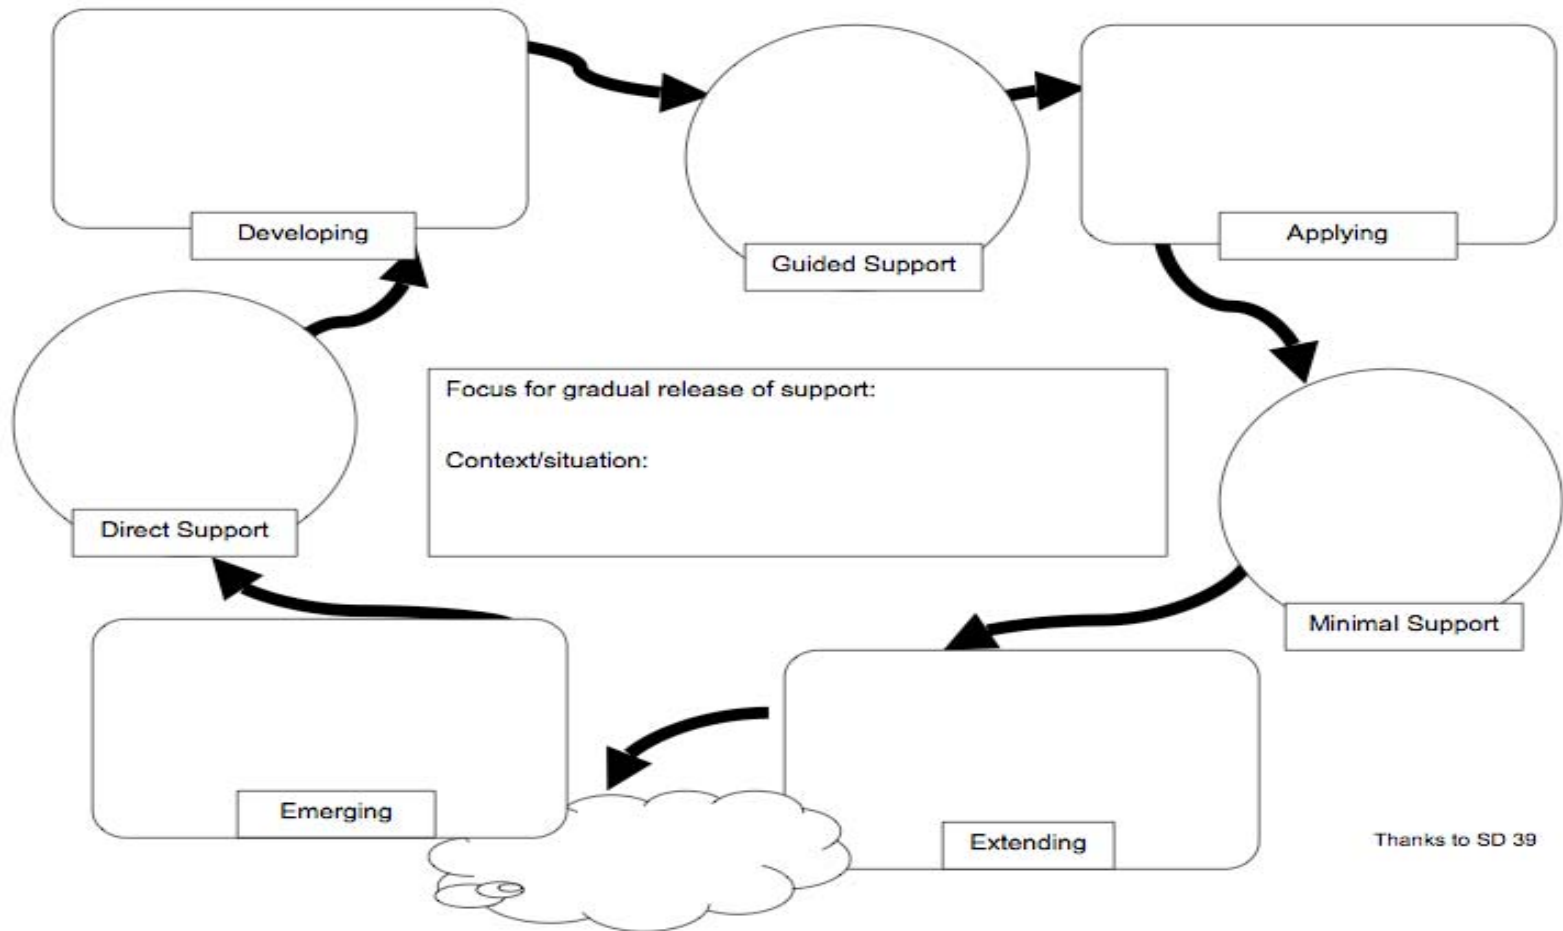 Developing
Guided Support
Applying
Focus for gradual release of support:
Context/situation:
Direct Support
Minimal Support
Emerging
Extending
Thanks to SD 39